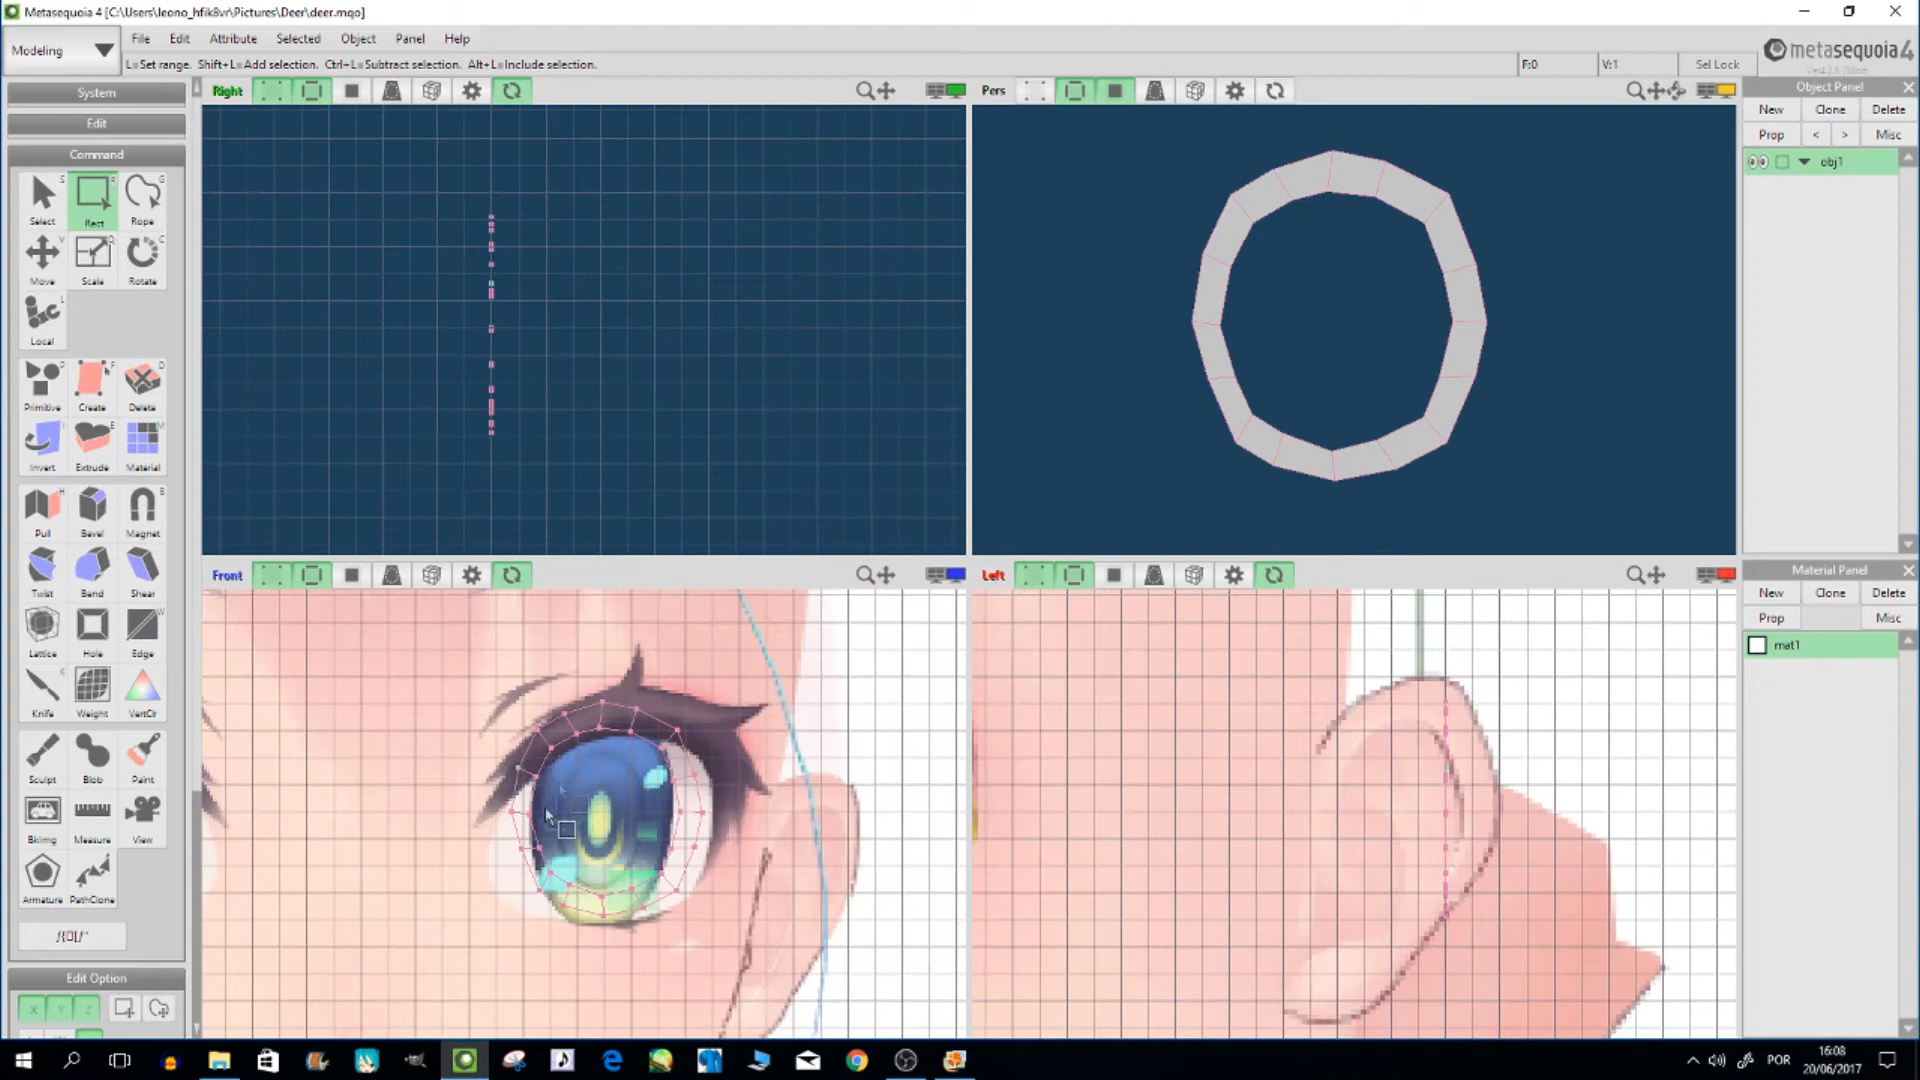 Metasequoia 4 [C:\Users\leono_hfik8vr\Pictures\Deer\deer.mqo]
Modeling
File Edit Attribute Selected Object Panel Help
L=Set range. Shift+L=Add selection. Ctrl+L=Subtract selection. Alt+L=Include selection.
F:0 V:1 Sel Lock
metasequoia 4
System
Edit
Command
Select S Rect R Rope G
Move V Scale Q Rotate C
Local L
Primitive P Create F Delete D
Invert I Extrude E Material M
Pull H Bevel Magnet B
Twist Bend Shear
Lattice Hole Edge W
Knife K Weight VertClr
Sculpt Blob Paint
BkImg Measure View
Armature PathClone
Edit Option
X Y Z
Right
Pers
Front
Left
Object Panel
New Clone Delete
Prop < > Misc
obj1
Material Panel
New Clone Delete
Prop Misc
mat1
POR
16:08
20/06/2017